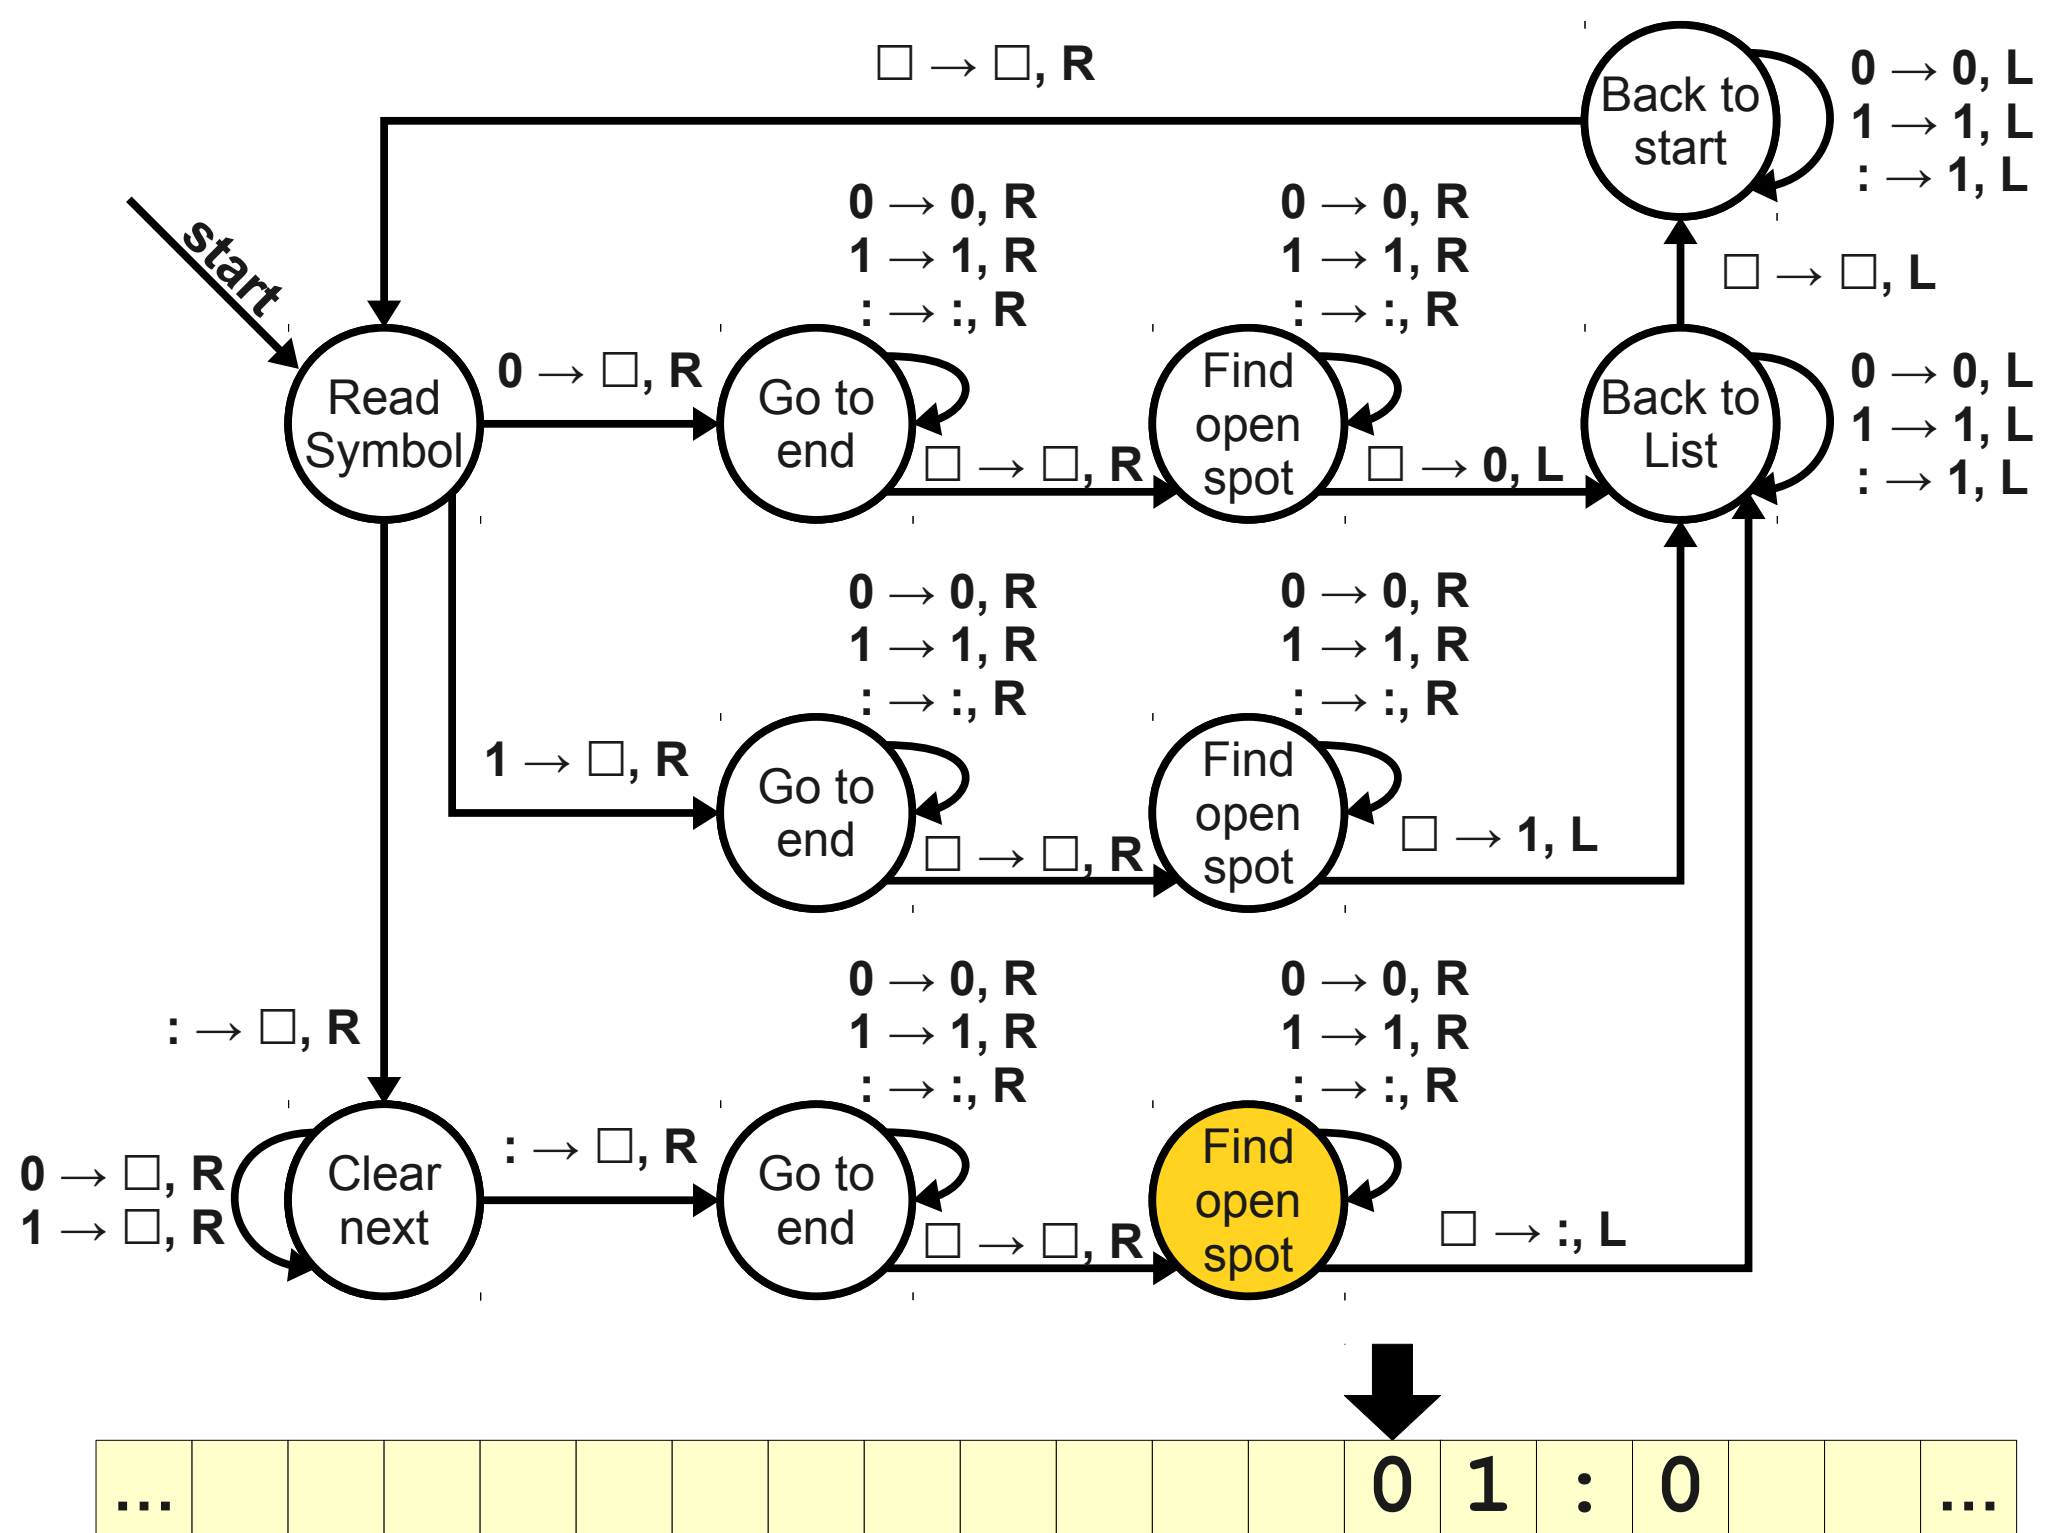 □ → □, R
Back to
start
0 → 0, L
1 → 1, L
: → 1, L
start
0 → 0, R
1 → 1, R
: → :, R
0 → 0, R
1 → 1, R
: → :, R
□ → □, L
Read
Symbol
0 → □, R
Go to
end
□ → □, R
Find
open
spot
□ → 0, L
Back to
List
0 → 0, L
1 → 1, L
: → 1, L
0 → 0, R
1 → 1, R
: → :, R
0 → 0, R
1 → 1, R
: → :, R
1 → □, R
Go to
end
□ → □, R
Find
open
spot
□ → 1, L
0 → 0, R
1 → 1, R
: → :, R
0 → 0, R
1 → 1, R
: → :, R
: → □, R
0 → □, R
1 → □, R
Clear
next
: → □, R
Go to
end
□ → □, R
Find
open
spot
□ → :, L
... 0 1 : 0 ...